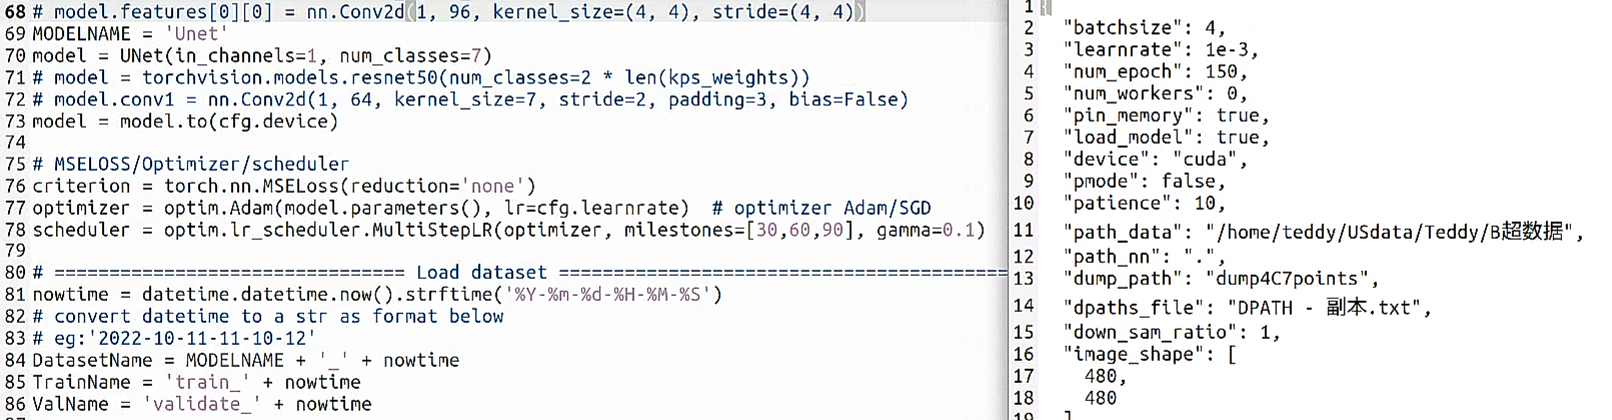 68 # model.features[0][0] = nn.Conv2d(1, 96, kernel_size=(4, 4), stride=(4, 4))
69 MODELNAME = 'Unet'
70 model = UNet(in_channels=1, num_classes=7)
71 # model = torchvision.models.resnet50(num_classes=2 * len(kps_weights))
72 # model.conv1 = nn.Conv2d(1, 64, kernel_size=7, stride=2, padding=3, bias=False)
73 model = model.to(cfg.device)
74
75 # MSELOSS/Optimizer/scheduler
76 criterion = torch.nn.MSELoss(reduction='none')
77 optimizer = optim.Adam(model.parameters(), lr=cfg.learnrate)  # optimizer Adam/SGD
78 scheduler = optim.lr_scheduler.MultiStepLR(optimizer, milestones=[30,60,90], gamma=0.1)
79
80 # ================================ Load dataset =========================================
81 nowtime = datetime.datetime.now().strftime('%Y-%m-%d-%H-%M-%S')
82 # convert datetime to a str as format below
83 # eg:'2022-10-11-11-10-12'
84 DatasetName = MODELNAME + '_' + nowtime
85 TrainName = 'train_' + nowtime
86 ValName = 'validate_' + nowtime
1 {
2 "batchsize": 4,
3 "learnrate": 1e-3,
4 "num_epoch": 150,
5 "num_workers": 0,
6 "pin_memory": true,
7 "load_model": true,
8 "device": "cuda",
9 "pmode": false,
10 "patience": 10,
11 "path_data": "/home/teddy/USdata/Teddy/B超数据",
12 "path_nn": ".",
13 "dump_path": "dump4C7points",
14 "dpaths_file": "DPATH - 副本.txt",
15 "down_sam_ratio": 1,
16 "image_shape": [
17 480,
18 480
19 ]